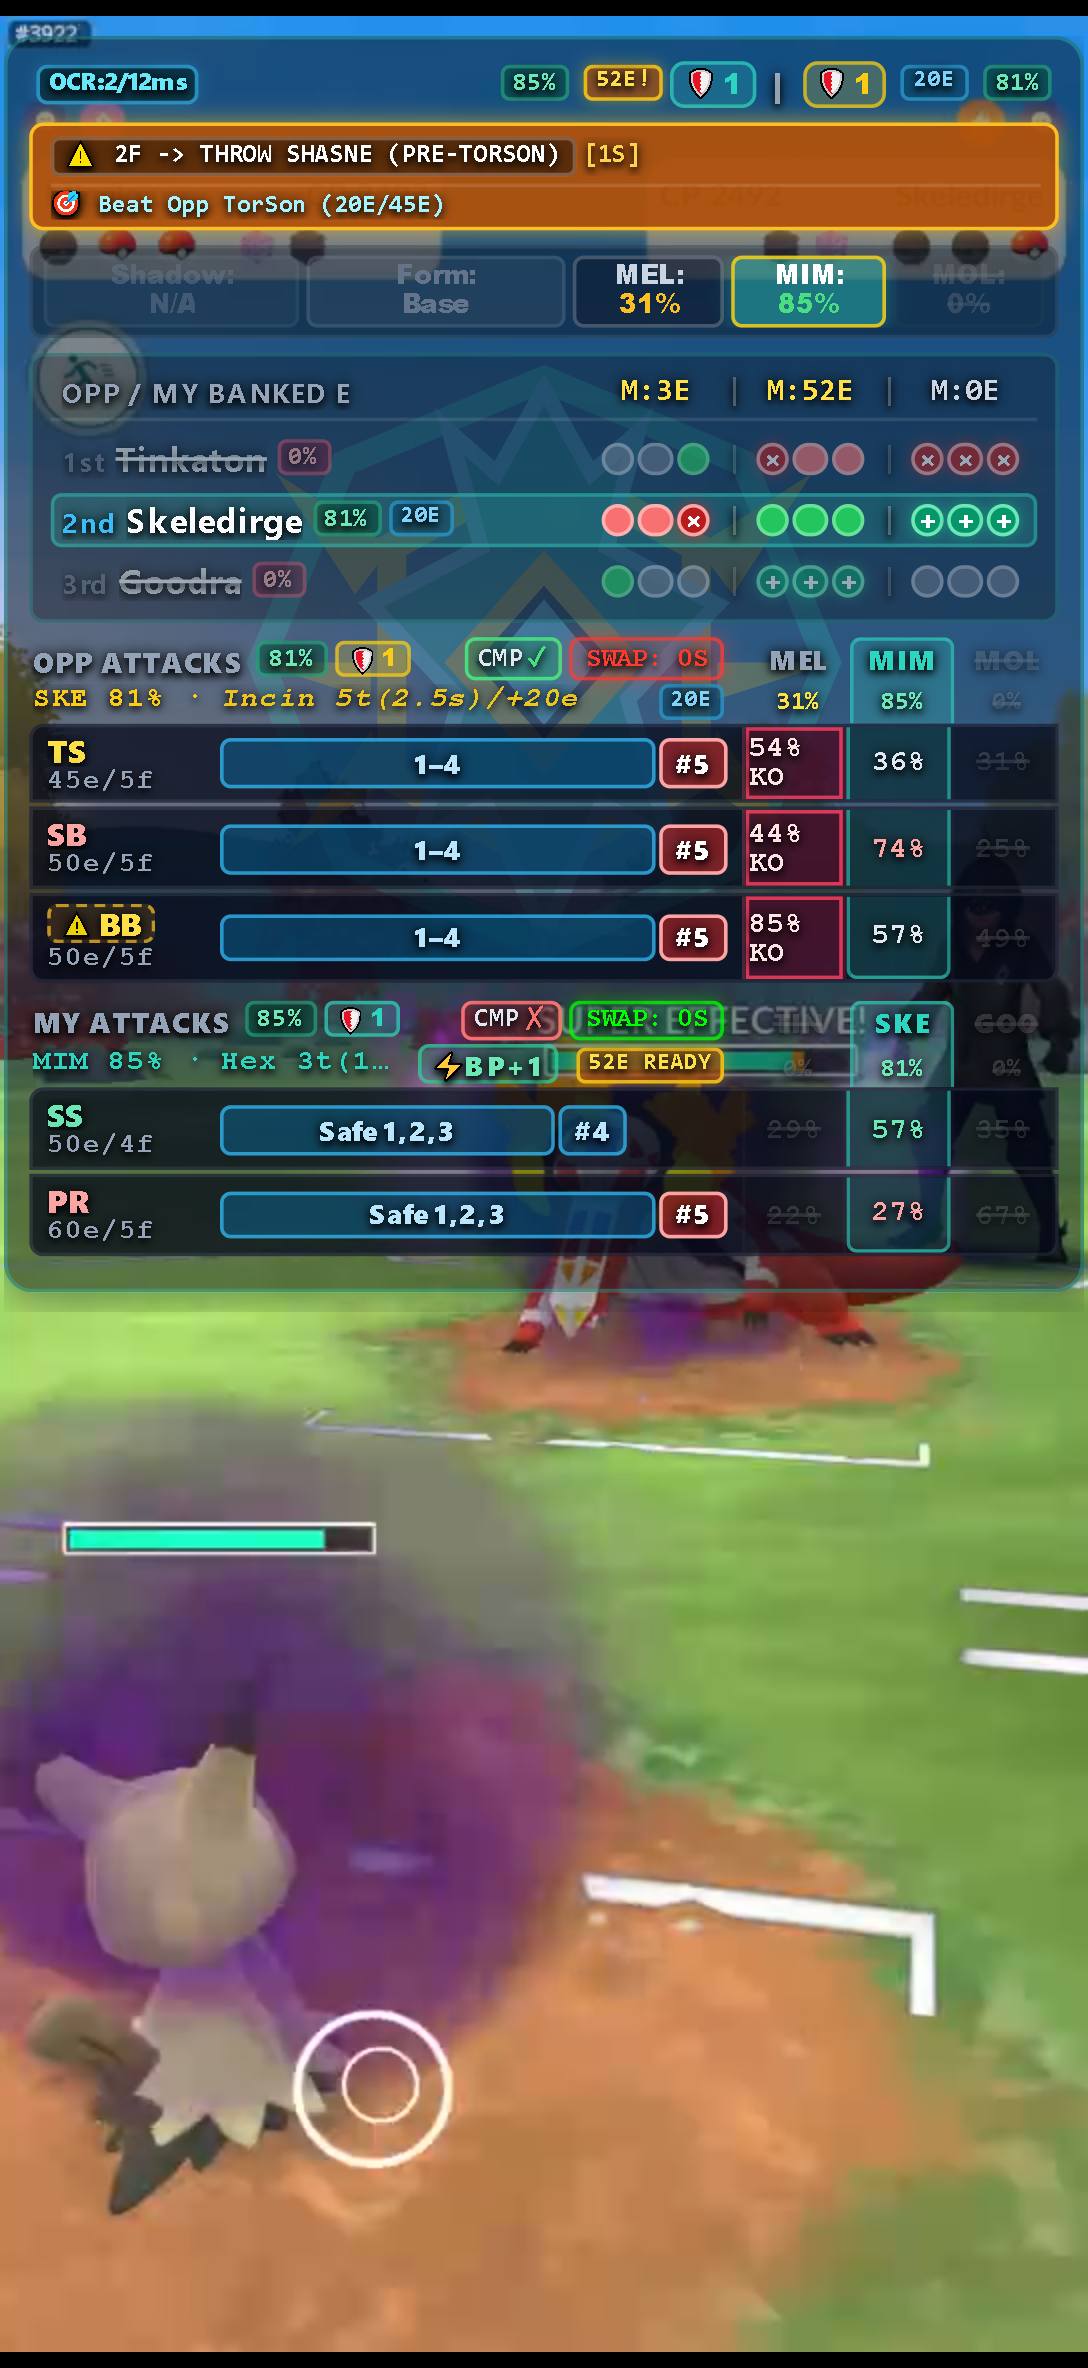 #3922
OCR:2/12ms 85% 52E! 1 | 1 20E 81%
⚠ 2F -> THROW SHASNE (PRE-TORSON) [1S]
Beat Opp TorSon (20E/45E)
Shadow: N/A Form: Base MEL: 31% MIM: 85% MOL: 0%
OPP / MY BANKED E M:3E | M:52E | M:0E
1st Tinkaton 0%
2nd Skeledirge 81% 20E
3rd Goodra 0%
OPP ATTACKS 81% 1 CMP✓ SWAP: 0S MEL MIM MOL
SKE 81% · Incin 5t(2.5s)/+20e 20E 31% 85% 0%
TS 1–4 #5 54% KO 36% 31%
45e/5f
SB 1–4 #5 44% KO 74% 25%
50e/5f
⚠ BB 1–4 #5 85% KO 57% 49%
50e/5f
MY ATTACKS 85% 1 CMP✗ SWAP: 0S SKE GOO
MIM 85% · Hex 3t(1… ⚡BP+1 52E READY 0% 81% 0%
SS Safe 1,2,3 #4 29% 57% 35%
50e/4f
PR Safe 1,2,3 #5 22% 27% 67%
60e/5f